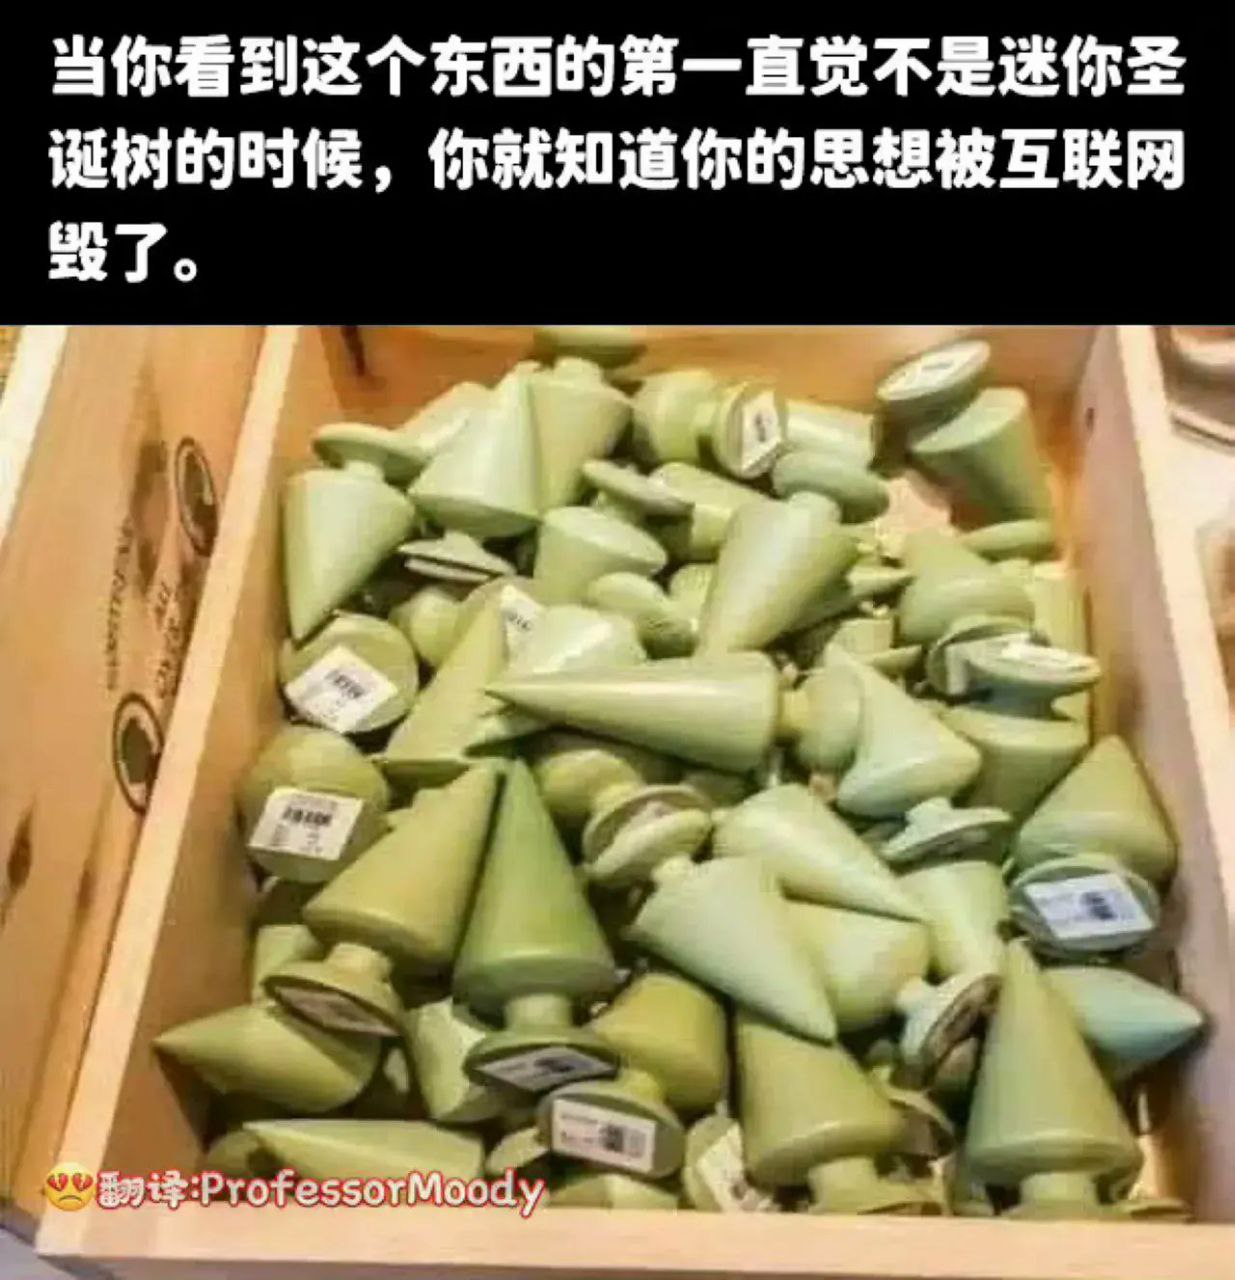 当你看到这个东西的第一直觉不是迷你圣
诞树的时候，你就知道你的思想被互联网
毁了。
翻译:ProfessorMoody